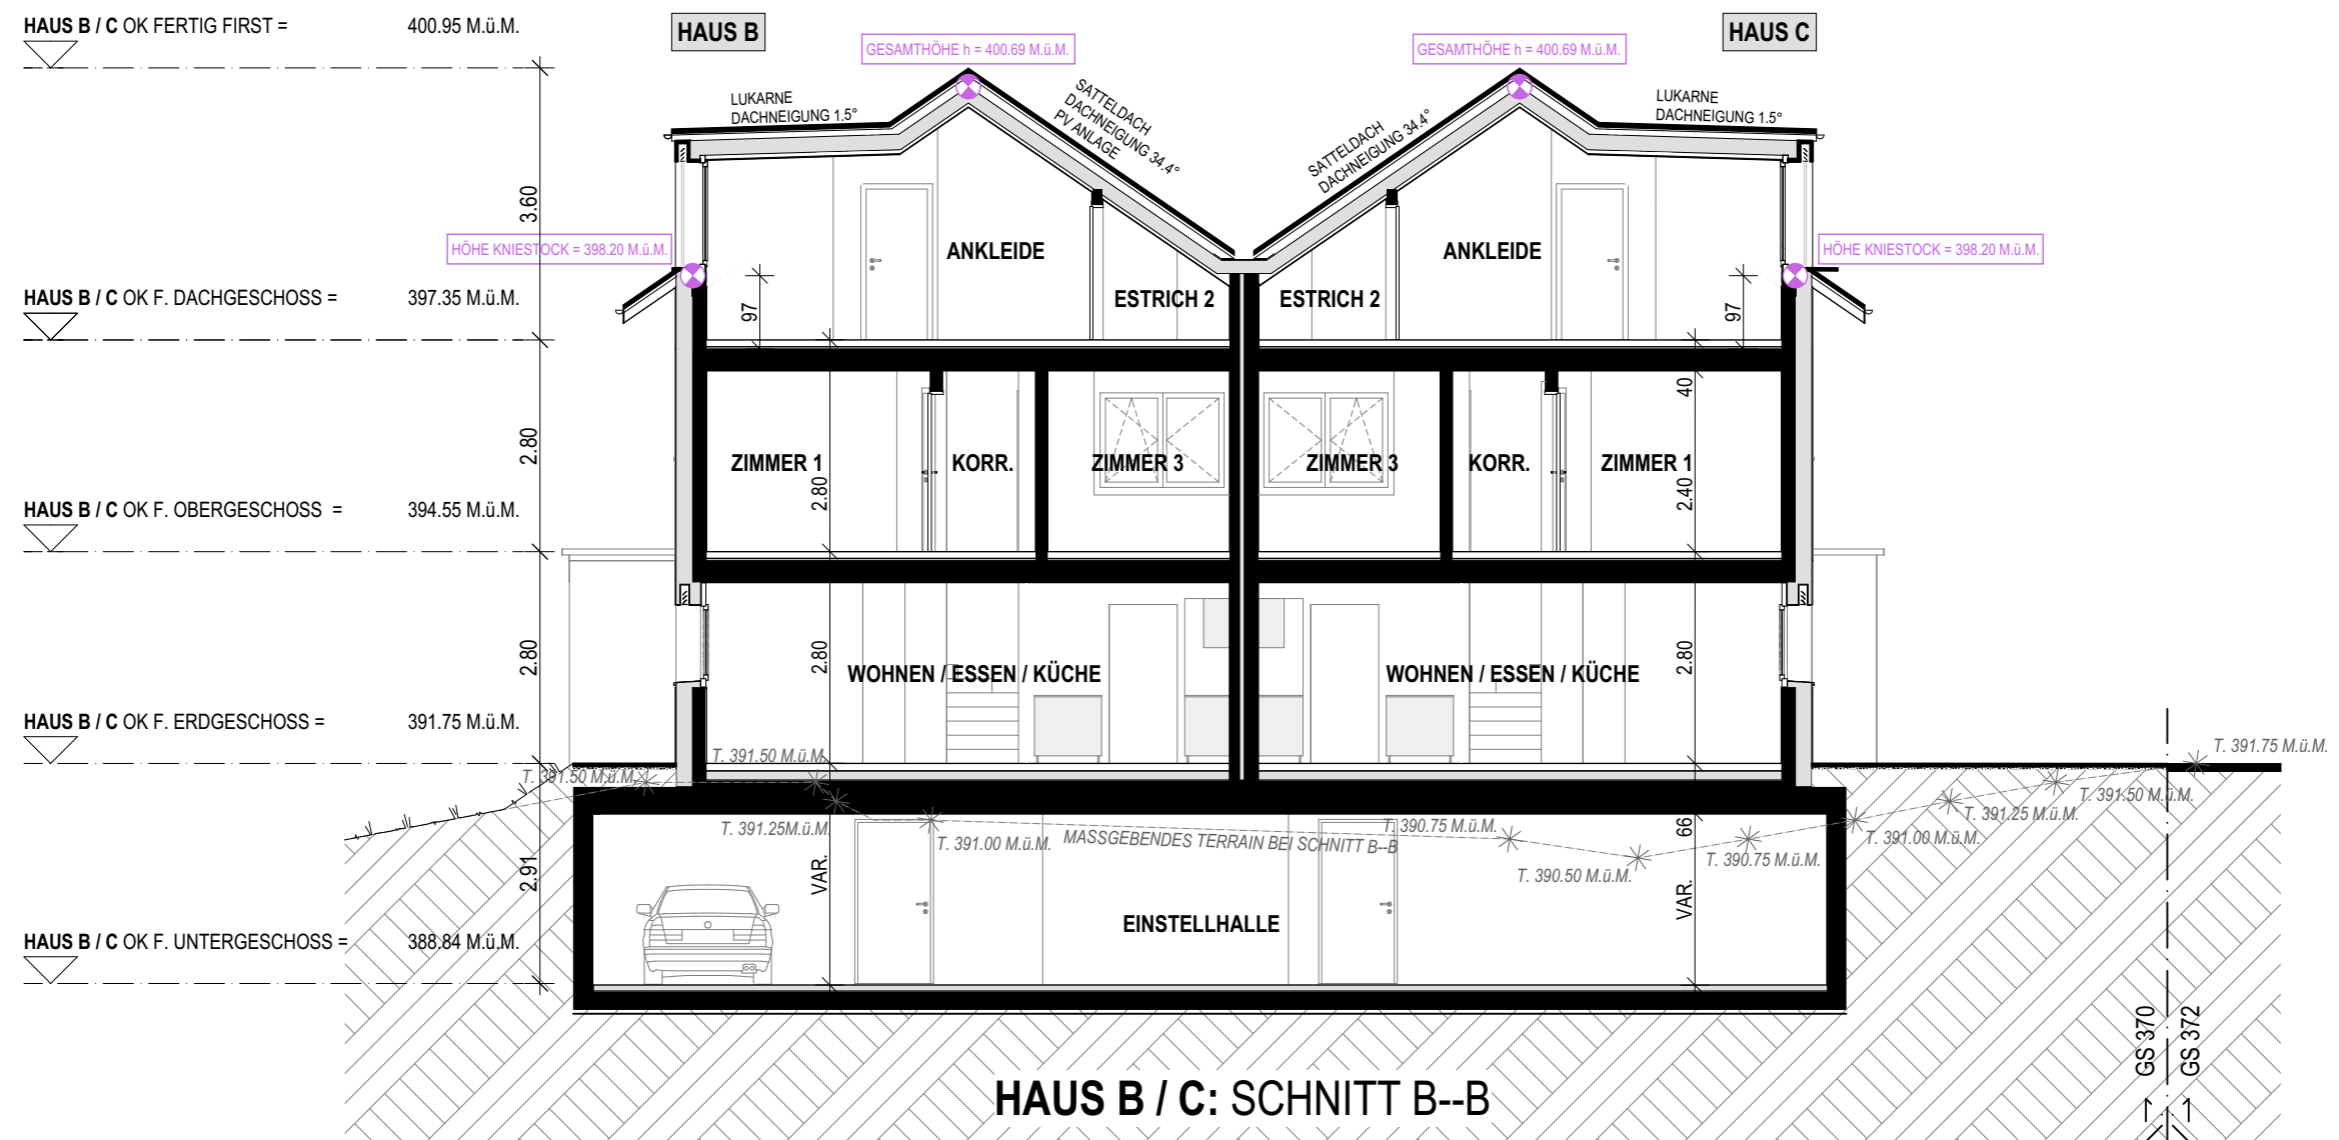 HAUS B / C OK FERTIG FIRST = 400.95 M.ü.M.
HAUS B
HAUS C
GESAMTHÖHE h = 400.69 M.ü.M.
GESAMTHÖHE h = 400.69 M.ü.M.
LUKARNE
DACHNEIGUNG 1.5°
SATTELDACH
DACHNEIGUNG 34.4°
PV ANLAGE
SATTELDACH
DACHNEIGUNG 34.4°
LUKARNE
DACHNEIGUNG 1.5°
3.60
HÖHE KNIESTOCK = 398.20 M.ü.M.
ANKLEIDE
ANKLEIDE
HÖHE KNIESTOCK = 398.20 M.ü.M.
HAUS B / C OK F. DACHGESCHOSS = 397.35 M.ü.M.
97
ESTRICH 2
ESTRICH 2
97
2.80
40
ZIMMER 1
KORR.
ZIMMER 3
ZIMMER 3
KORR.
ZIMMER 1
2.80
2.40
HAUS B / C OK F. OBERGESCHOSS = 394.55 M.ü.M.
2.80
2.80
WOHNEN / ESSEN / KÜCHE
WOHNEN / ESSEN / KÜCHE
2.80
HAUS B / C OK F. ERDGESCHOSS = 391.75 M.ü.M.
T. 391.50 M.ü.M.
T. 391.50 M.ü.M.
T. 391.75 M.ü.M.
T. 391.50 M.ü.M.
T. 391.25M.ü.M.
T. 391.00 M.ü.M.
MASSGEBENDES TERRAIN BEI SCHNITT B--B
T. 390.75 M.ü.M.
T. 390.50 M.ü.M.
T. 390.75 M.ü.M.
T. 391.00 M.ü.M.
T. 391.25 M.ü.M.
66
2.91
VAR.
VAR.
EINSTELLHALLE
HAUS B / C OK F. UNTERGESCHOSS = 388.84 M.ü.M.
GS 370
GS 372
HAUS B / C: SCHNITT B--B